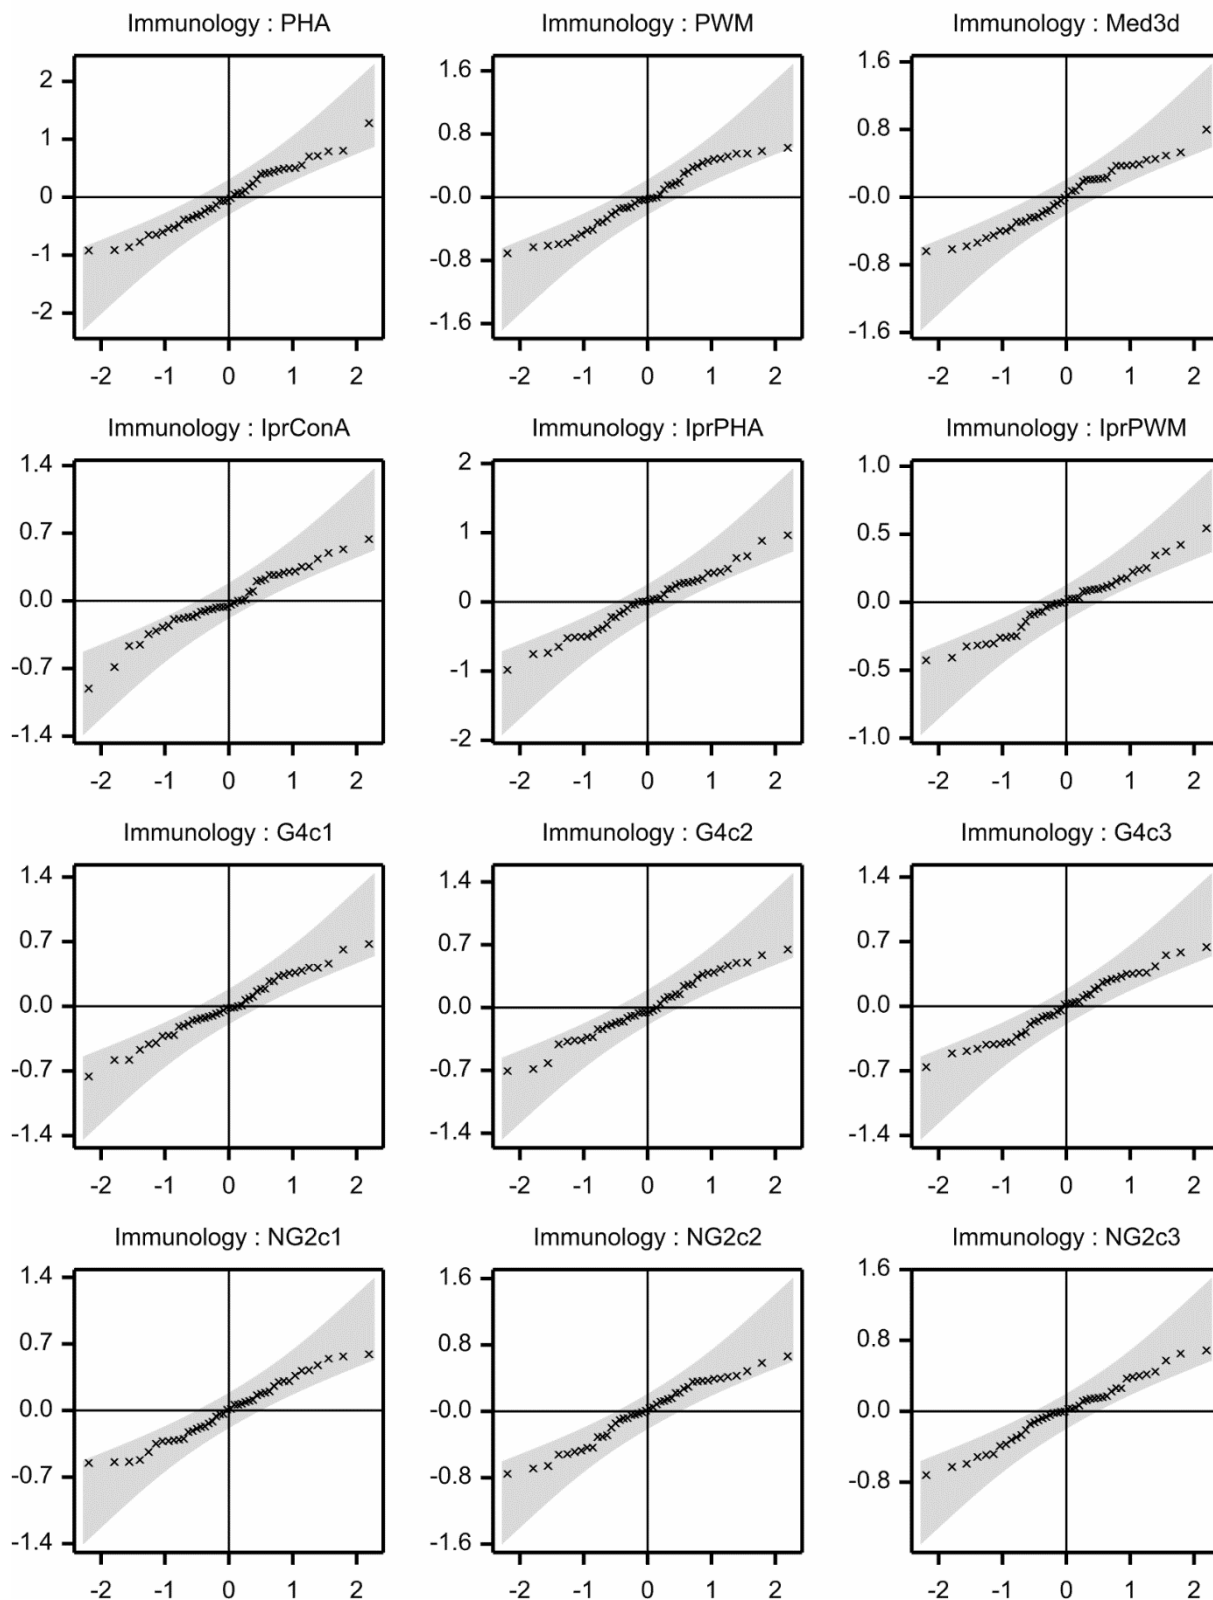 Immunology : PHA
Immunology : PWM
Immunology : Med3d
2
1
0
-1
-2
-2 -1 0 1 2
1.6
0.8
-0.0
-0.8
-1.6
-2 -1 0 1 2
1.6
0.8
-0.0
-0.8
-1.6
-2 -1 0 1 2
Immunology : IprConA
Immunology : IprPHA
Immunology : IprPWM
1.4
0.7
0.0
-0.7
-1.4
-2 -1 0 1 2
2
1
0
-1
-2
-2 -1 0 1 2
1.0
0.5
0.0
-0.5
-1.0
-2 -1 0 1 2
Immunology : G4c1
Immunology : G4c2
Immunology : G4c3
1.4
0.7
0.0
-0.7
-1.4
-2 -1 0 1 2
1.4
0.7
0.0
-0.7
-1.4
-2 -1 0 1 2
1.4
0.7
0.0
-0.7
-1.4
-2 -1 0 1 2
Immunology : NG2c1
Immunology : NG2c2
Immunology : NG2c3
1.4
0.7
0.0
-0.7
-1.4
-2 -1 0 1 2
1.6
0.8
-0.0
-0.8
-1.6
-2 -1 0 1 2
1.6
0.8
0.0
-0.8
-2 -1 0 1 2